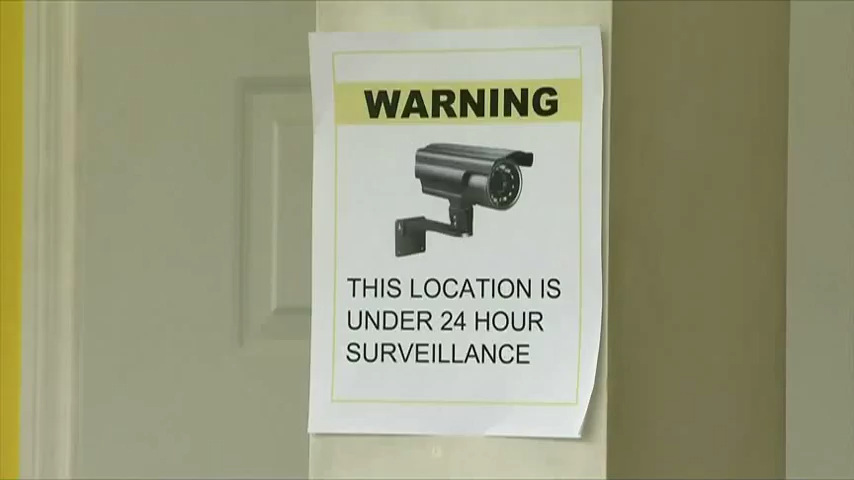 WARNING
THIS LOCATION IS
UNDER 24 HOUR
SURVEILLANCE